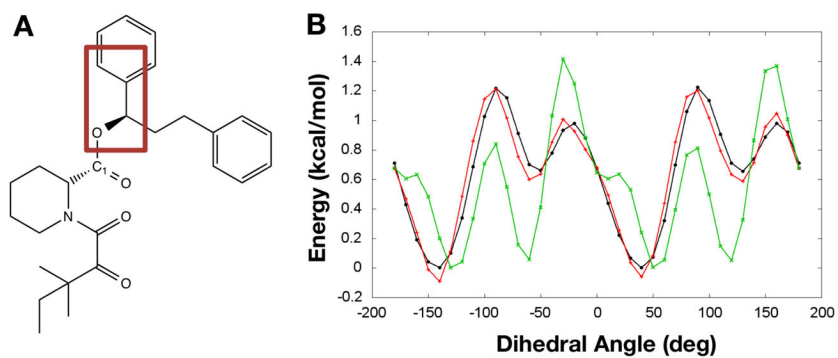 A
O
C₁
O
N
O
O
B
Energy (kcal/mol)
1.6
1.4
1.2
1
0.8
0.6
0.4
0.2
0
-0.2
-200 -150 -100 -50 0 50 100 150 200
Dihedral Angle (deg)